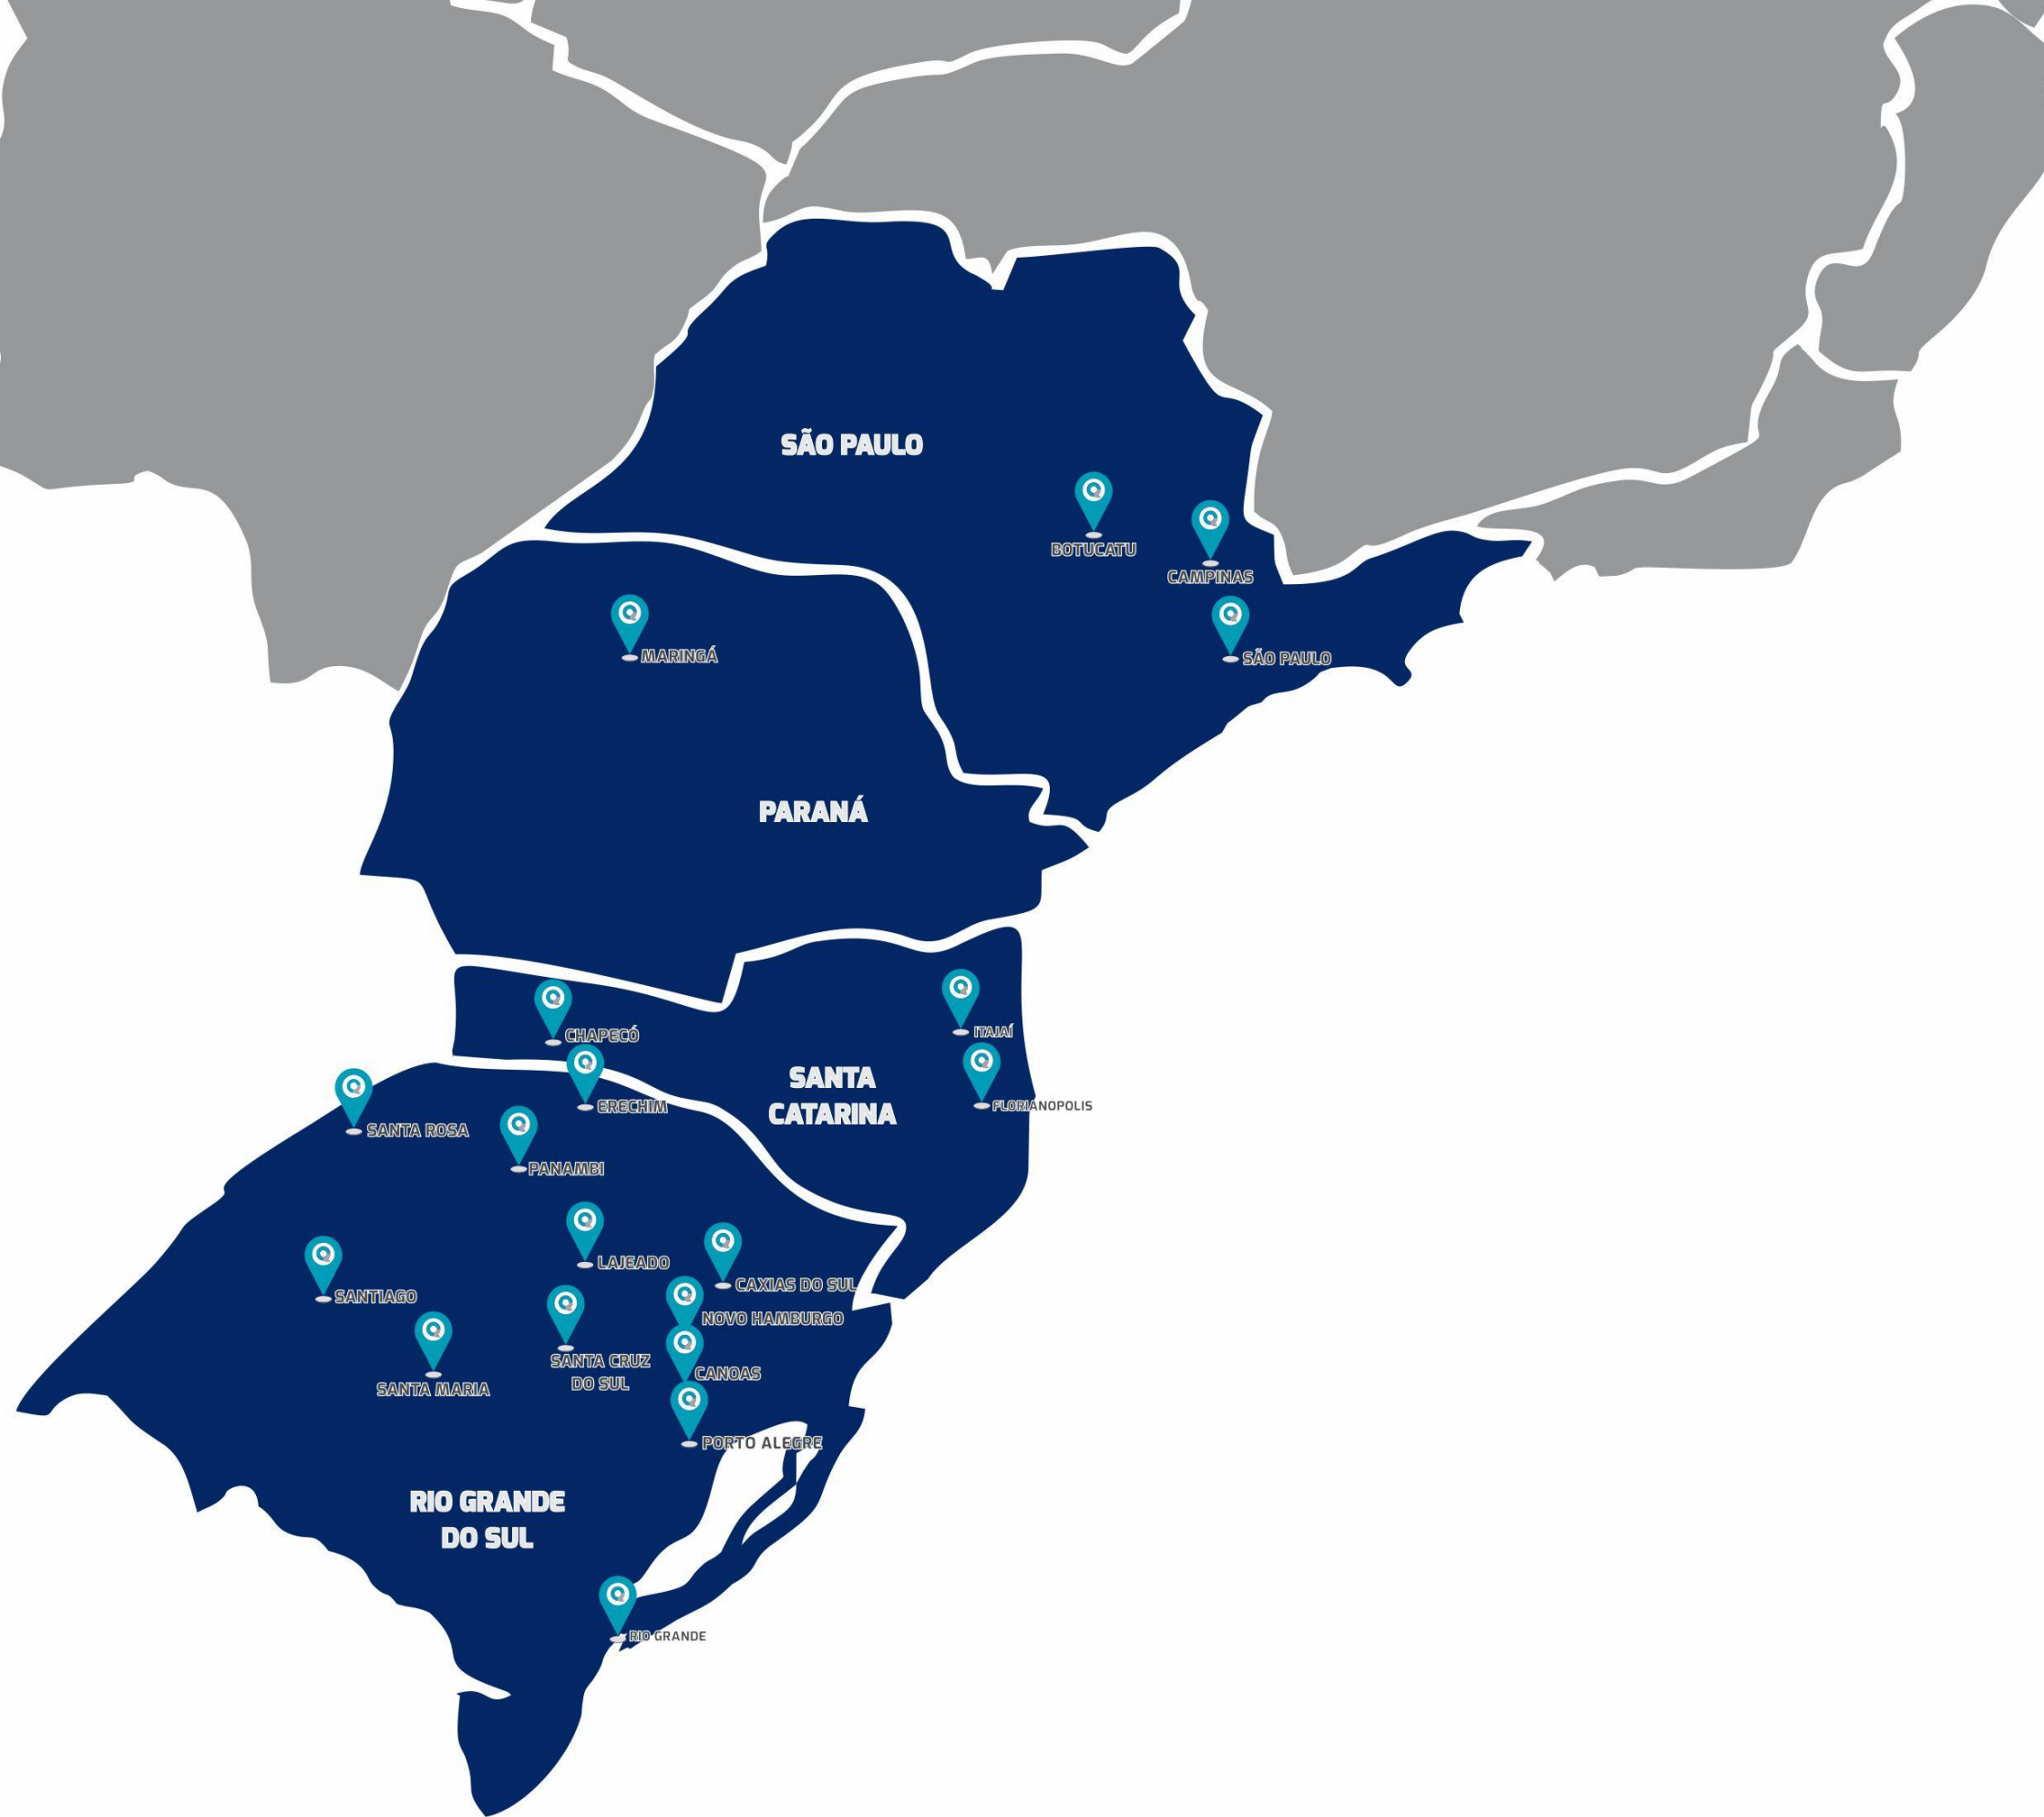 SÃO PAULO
BOTUCATU
CAMPINAS
SÃO PAULO
MARINGÁ
PARANÁ
CHAPECÓ
ITAJAÍ
SANTA
CATARINA
FLORIANOPOLIS
ERECHIM
SANTA ROSA
PANAMBI
LAJEADO
CAXIAS DO SUL
SANTIAGO
NOVO HAMBURGO
SANTA CRUZ
DO SUL
CANOAS
SANTA MARIA
PORTO ALEGRE
RIO GRANDE
DO SUL
RIO GRANDE